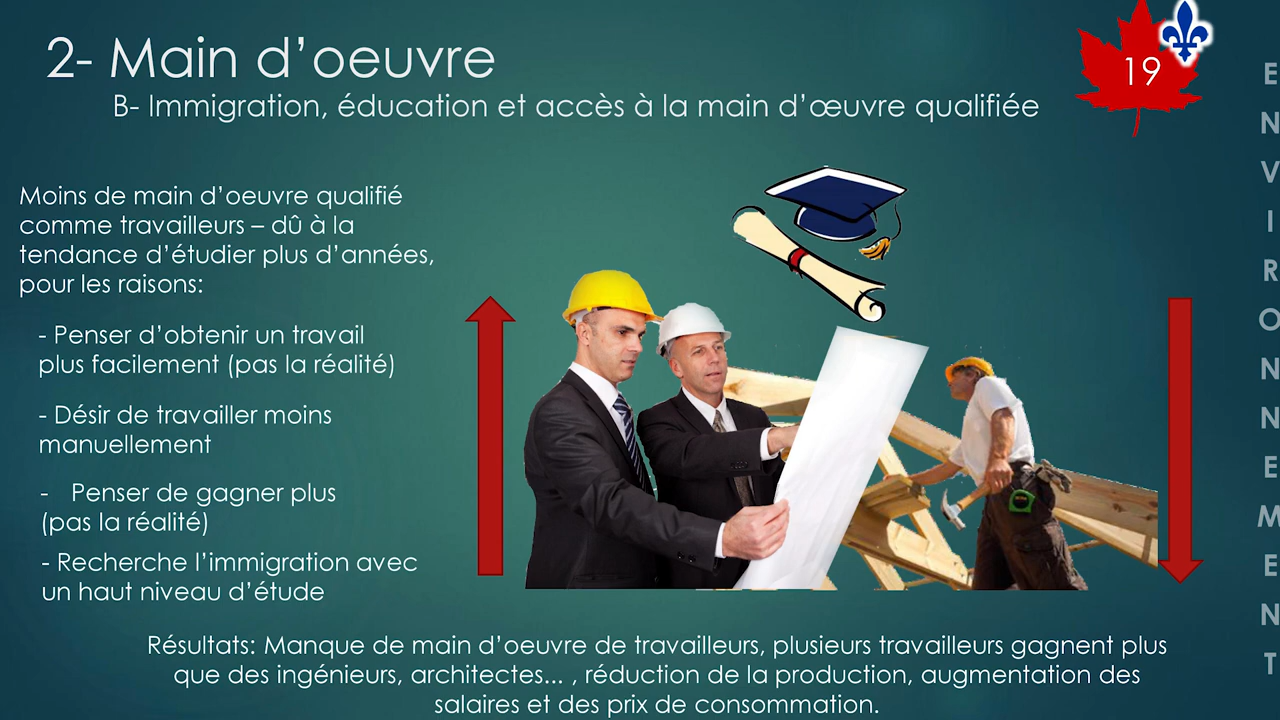 2- Main d’oeuvre
B- Immigration, éducation et accès à la main d’œuvre qualifiée
19
Moins de main d’oeuvre qualifié
comme travailleurs – dû à la
tendance d’étudier plus d’années,
pour les raisons:
- Penser d’obtenir un travail
plus facilement (pas la réalité)
- Désir de travailler moins
manuellement
- Penser de gagner plus
(pas la réalité)
- Recherche l’immigration avec
un haut niveau d’étude
Résultats: Manque de main d’oeuvre de travailleurs, plusieurs travailleurs gagnent plus
que des ingénieurs, architectes... , réduction de la production, augmentation des
salaires et des prix de consommation.
ENVIRONNEMENT